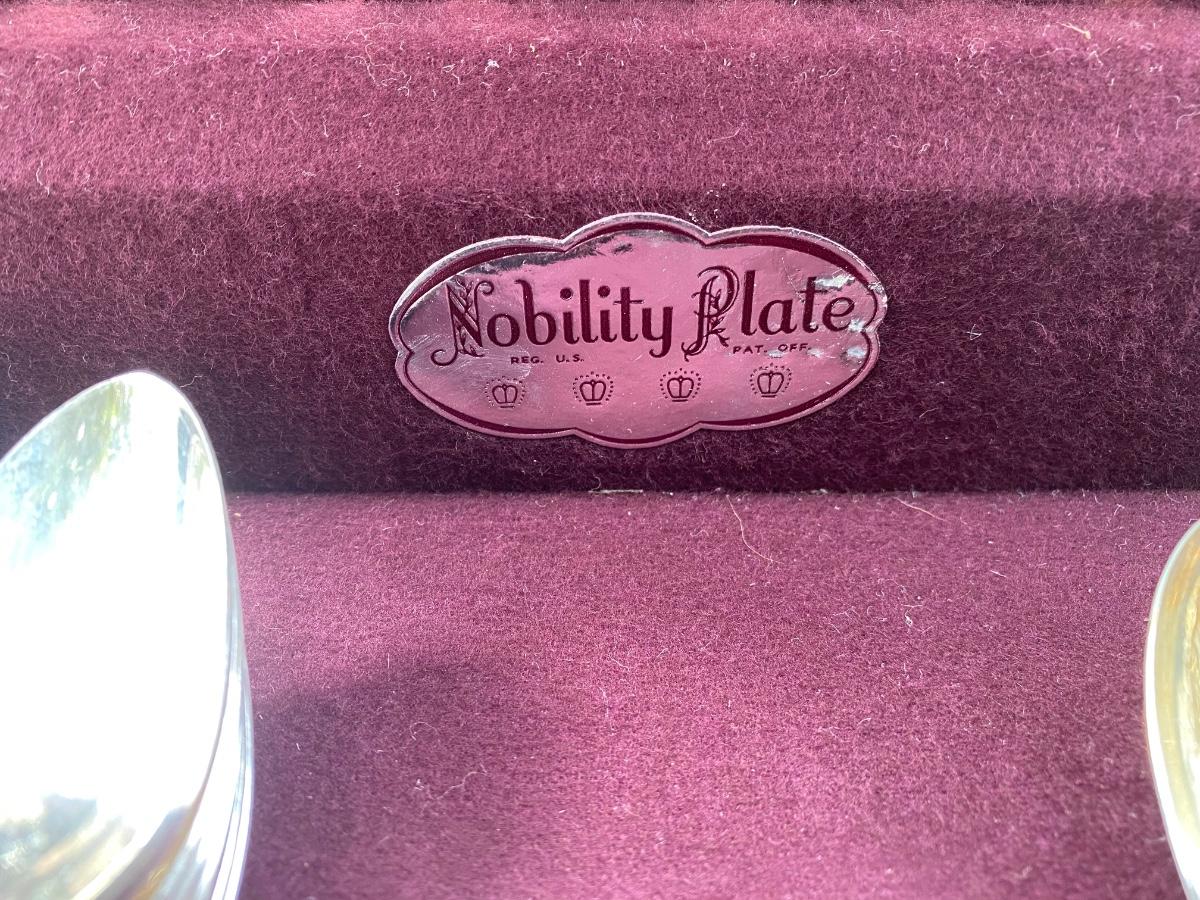 Nobility Plate
REG. U.S. PAT. OFF.